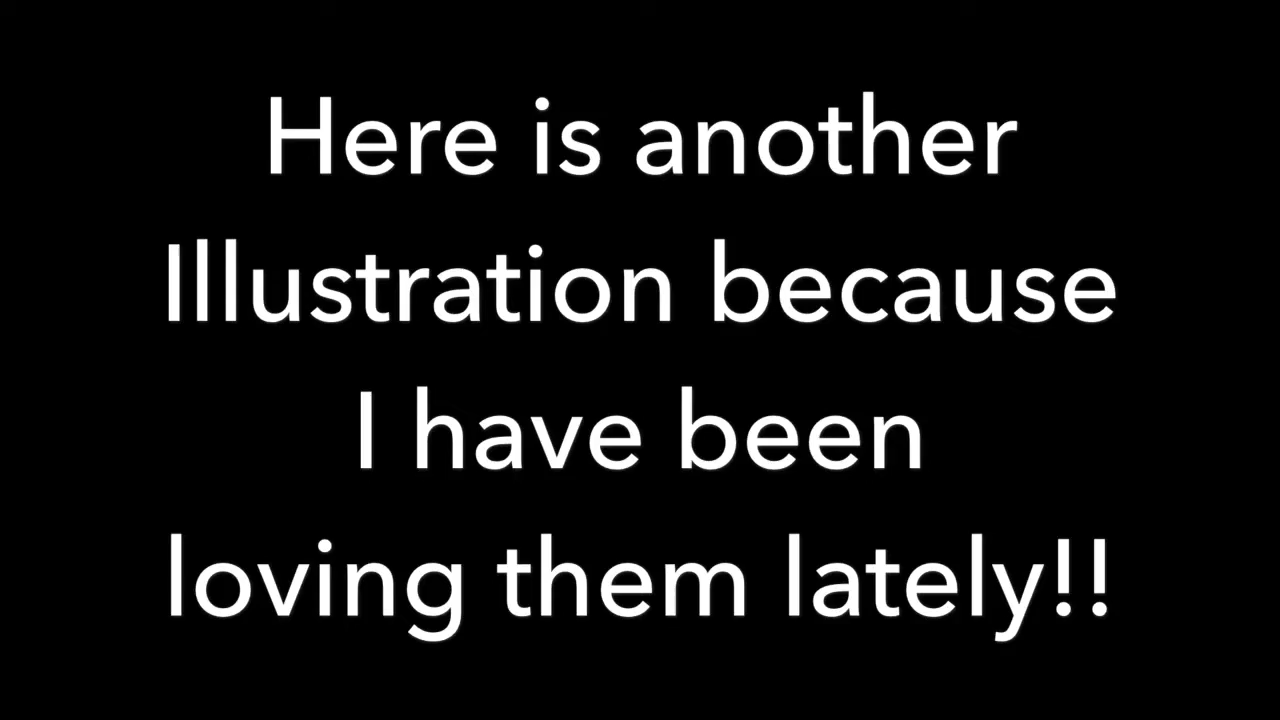 Here is another
Illustration because
I have been
loving them lately!!